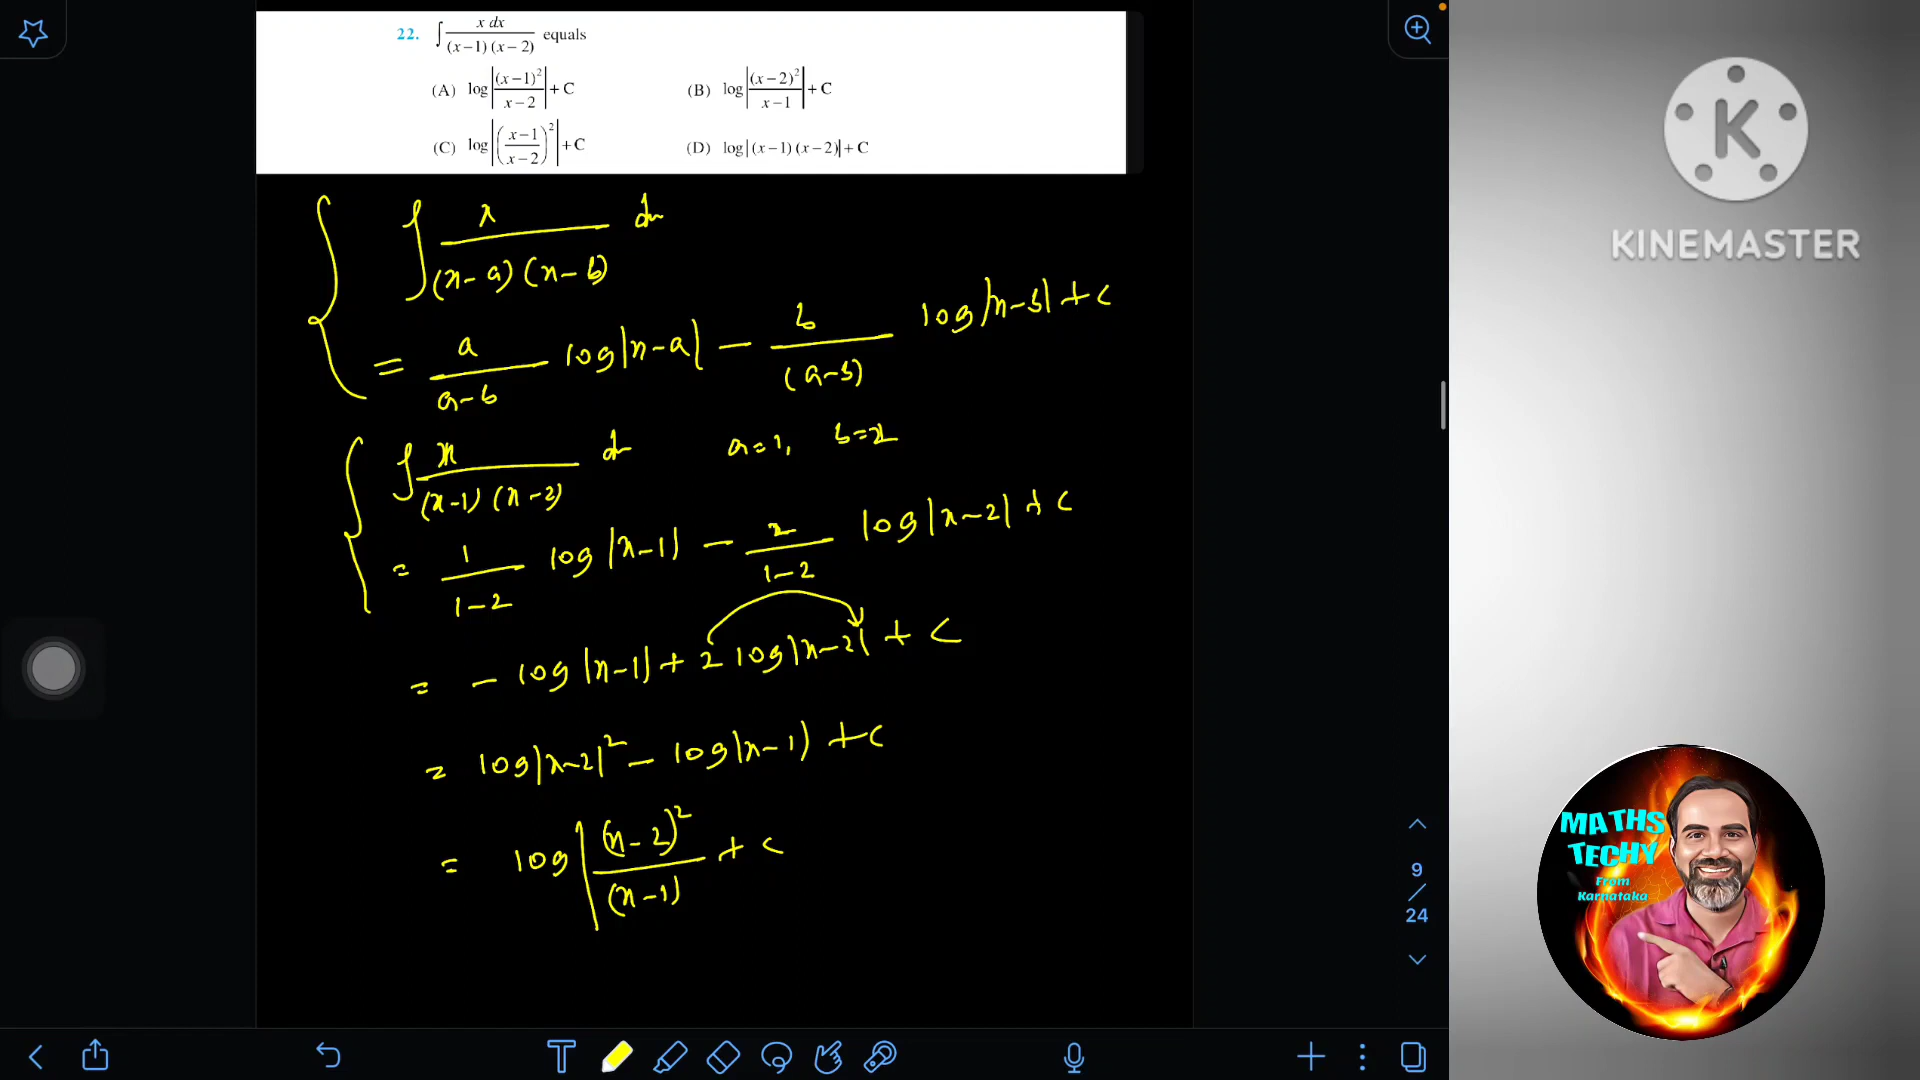 22. ∫ x dx / (x−1)(x−2) equals
(A) log |(x−1)² / x−2| + C
(B) log |(x−2)² / x−1| + C
(C) log |(x−1 / x−2)²| + C
(D) log |(x−1)(x−2)| + C
∫ x / (x−a)(x−b) dx
= a / a−b log|x−a| − b / (a−b) log|x−b| + C
∫ x / (x−1)(x−2) dx a=1, b=2
= 1 / 1−2 log|x−1| − 2 / 1−2 log|x−2| + C
= − log|x−1| + 2 log|x−2| + C
= log|x−2|² − log|x−1| + C
= log |(x−2)² / (x−1) + C
K
KINEMASTER
MATHS
TECHY
From
Karnataka
9
/
24
T